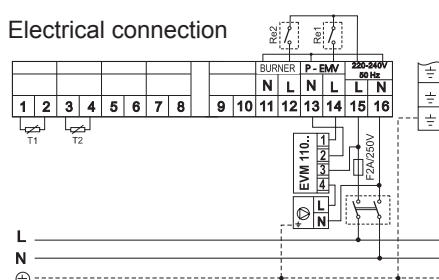 Electrical connection
Re2
Re1
BURNER P - EMV 220-240V
50 Hz
N L N L L N
1 2 3 4 5 6 7 8 9 10 11 12 13 14 15 16
T1 T2
EVM 110..
1
2
3
4
F2A/250V
L
N
L
N